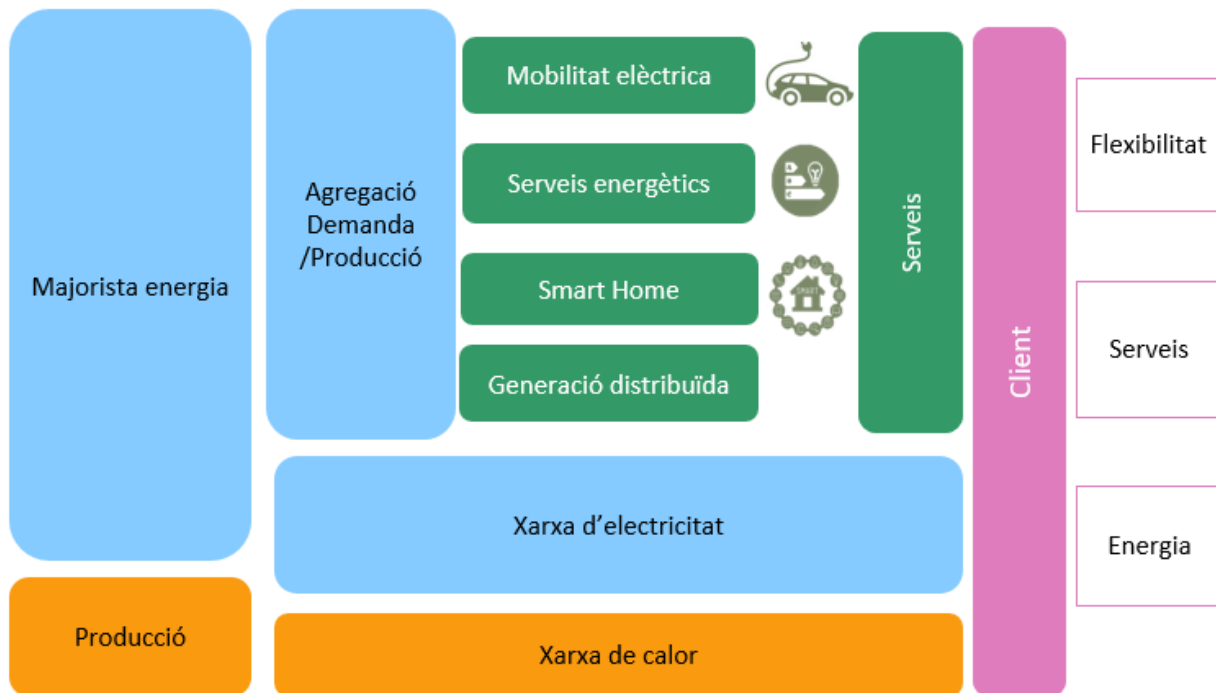 Majorista energia
Producció
Agregació
Demanda
/Producció
Mobilitat elèctrica
Serveis energètics
Smart Home
SMART
Generació distribuïda
Serveis
Xarxa d’electricitat
Xarxa de calor
Client
Flexibilitat
Serveis
Energia